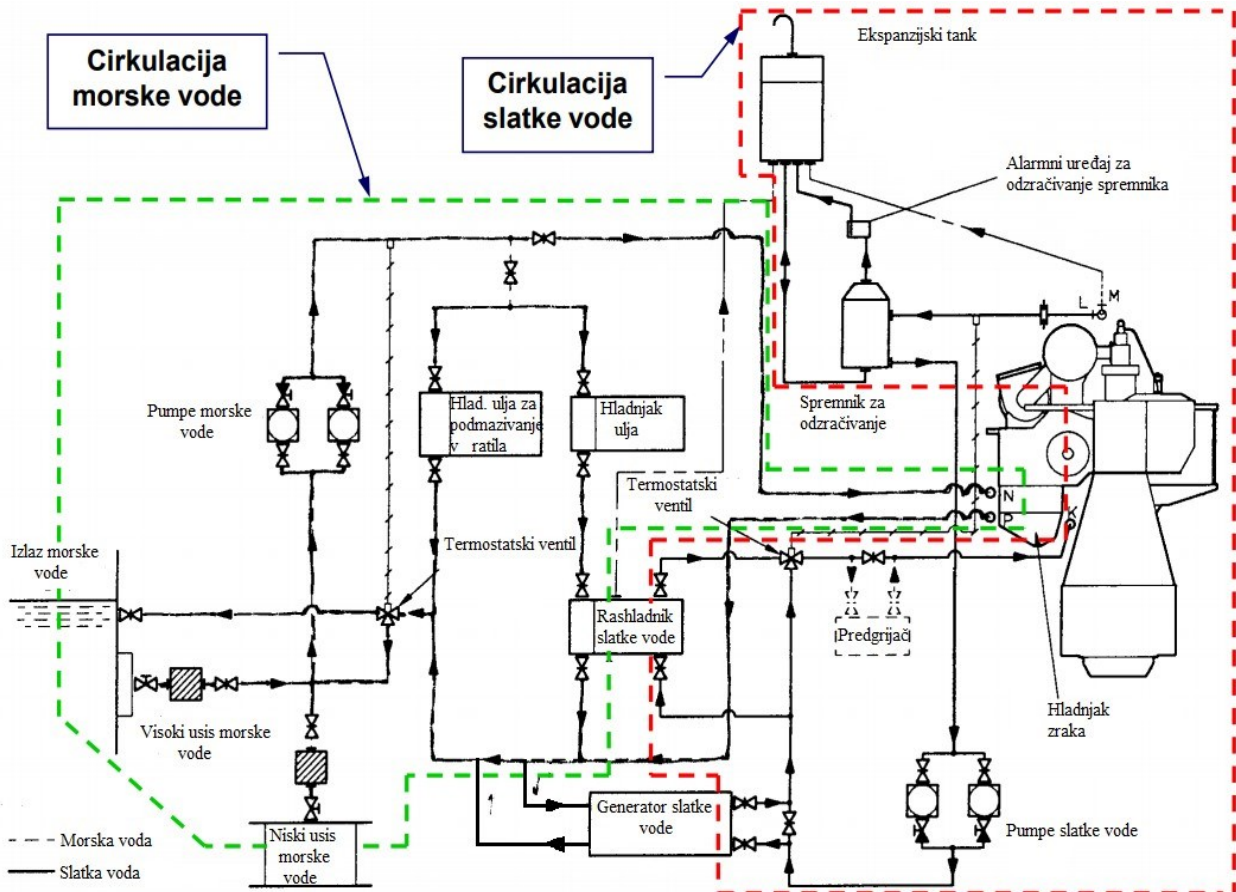 Cirkulacija
morske vode
Cirkulacija
slatke vode
Ekspanzijski tank
Alarmni uređaj za
odzračivanje spremnika
L
M
Pumpe morske
vode
Hlad. ulja za
podmazivanje
v ratila
Hladnjak
ulja
Spremnik za
odzračivanje
Termostatski
ventil
N
P
K
Izlaz morske
vode
Termostatski ventil
Rashladnik
slatke vode
Predgrijač
Visoki usis morske
vode
Hladnjak
zraka
Generator slatke
vode
Pumpe slatke vode
Niski usis
morske
vode
Morska voda
Slatka voda